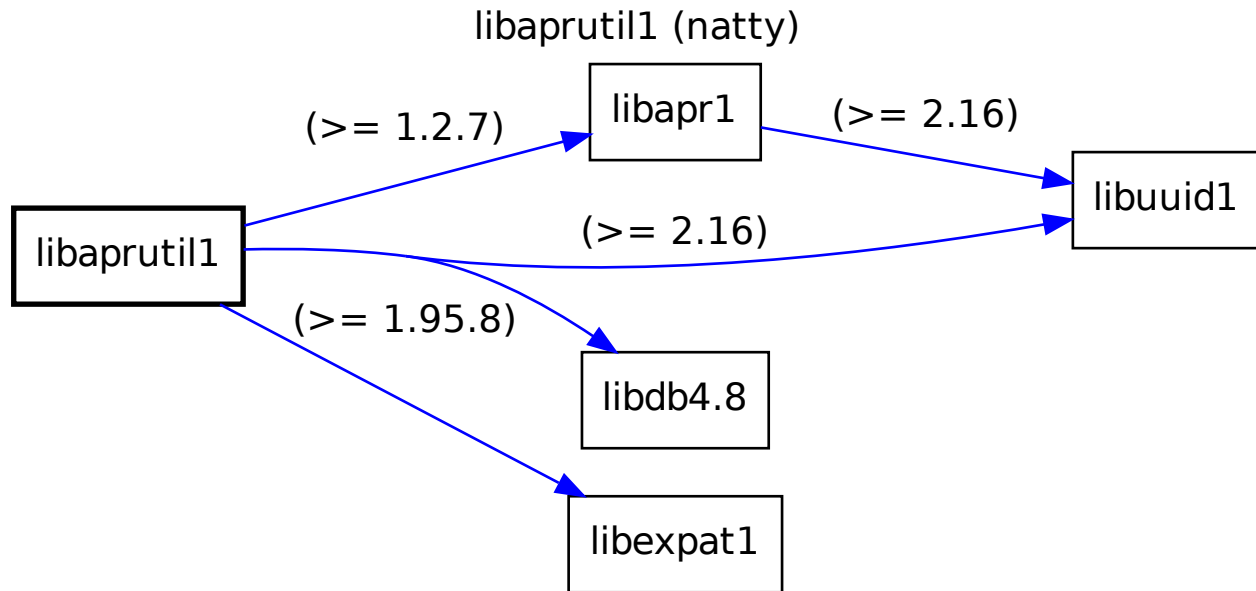 libaprutil1 (natty)
libapr1
(>= 1.2.7)
(>= 2.16)
libuuid1
libaprutil1
(>= 2.16)
(>= 1.95.8)
libdb4.8
libexpat1